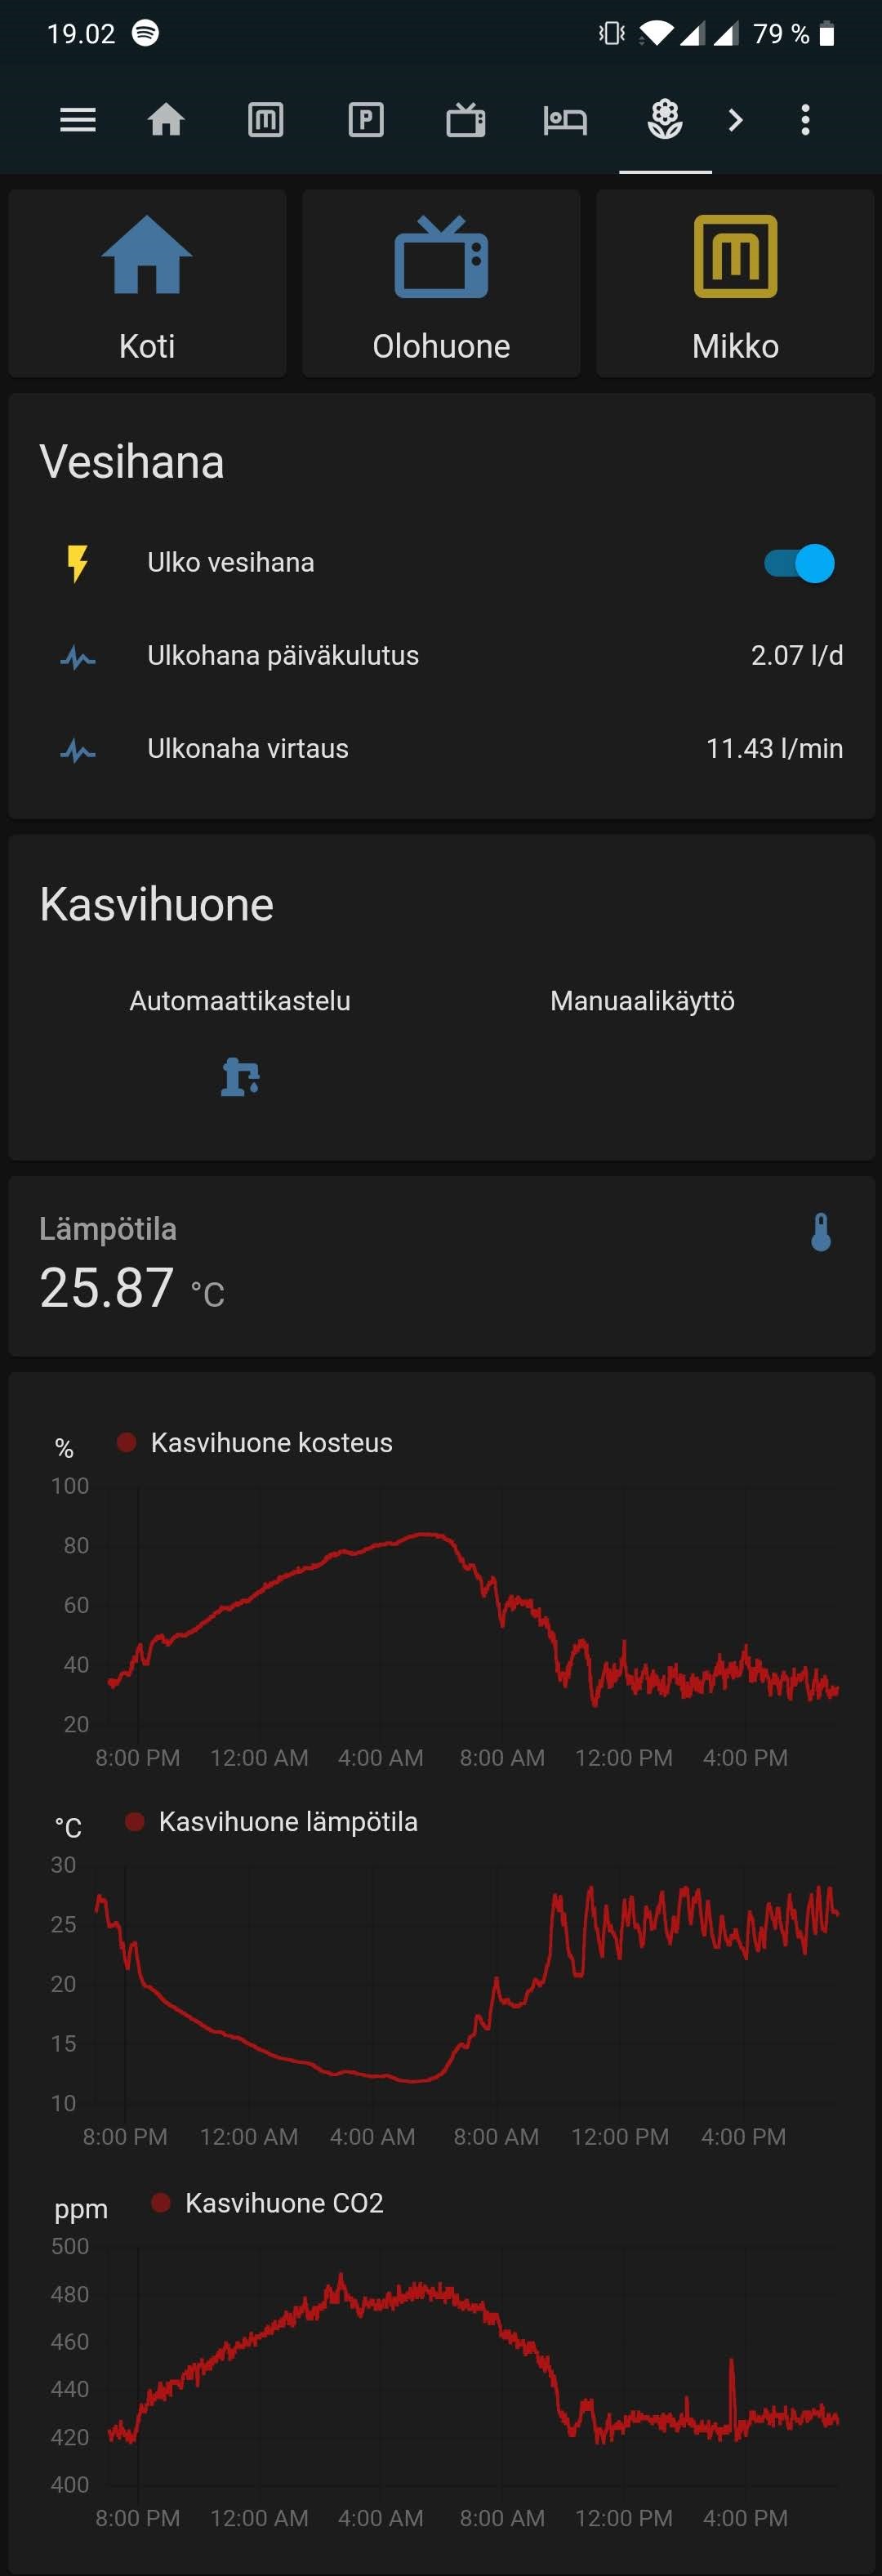 19.02 79 %
P
Koti Olohuone Mikko
Vesihana
Ulko vesihana
Ulkohana päiväkulutus 2.07 l/d
Ulkonaha virtaus 11.43 l/min
Kasvihuone
Automaattikastelu Manuaalikäyttö
Lämpötila
25.87 °C
% Kasvihuone kosteus
100
80
60
40
20
8:00 PM 12:00 AM 4:00 AM 8:00 AM 12:00 PM 4:00 PM
°C Kasvihuone lämpötila
30
25
20
15
10
8:00 PM 12:00 AM 4:00 AM 8:00 AM 12:00 PM 4:00 PM
ppm Kasvihuone CO2
500
480
460
440
420
400
8:00 PM 12:00 AM 4:00 AM 8:00 AM 12:00 PM 4:00 PM